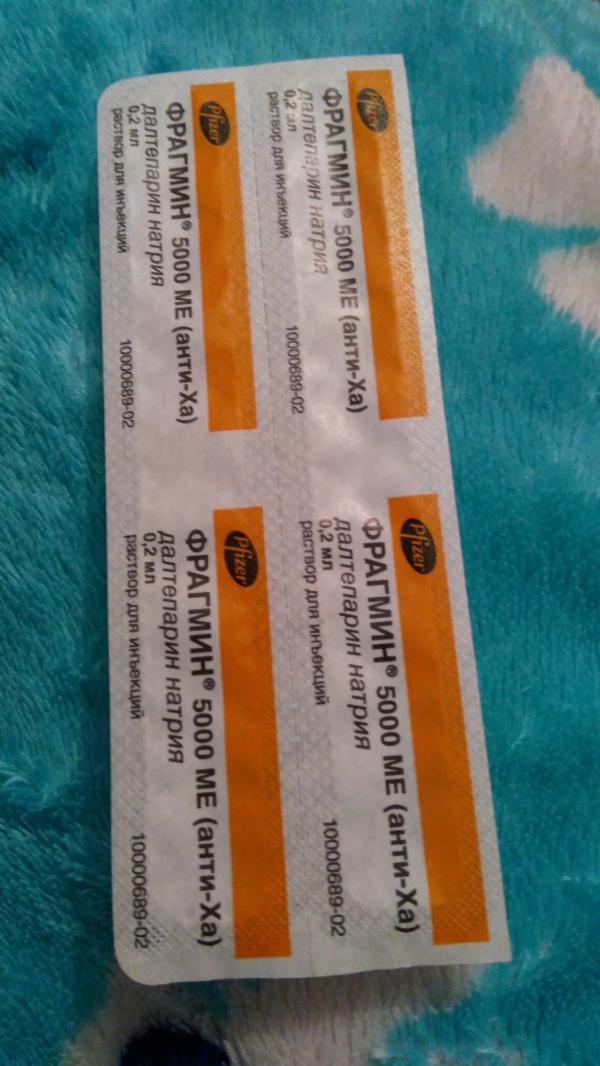 Pfizer
ФРАГМИН® 5000 МЕ (анти-Ха)
далтепарин натрия
0,2 мл
раствор для инъекций
10000689-02
Pfizer
ФРАГМИН® 5000 МЕ (анти-Ха)
далтепарин натрия
0,2 мл
раствор для инъекций
10000689-02
Pfizer
ФРАГМИН® 5000 МЕ (анти-Ха)
далтепарин натрия
0,2 мл
раствор для инъекций
10000689-02
Pfizer
ФРАГМИН® 5000 МЕ (анти-Ха)
далтепарин натрия
0,2 мл
раствор для инъекций
10000689-02